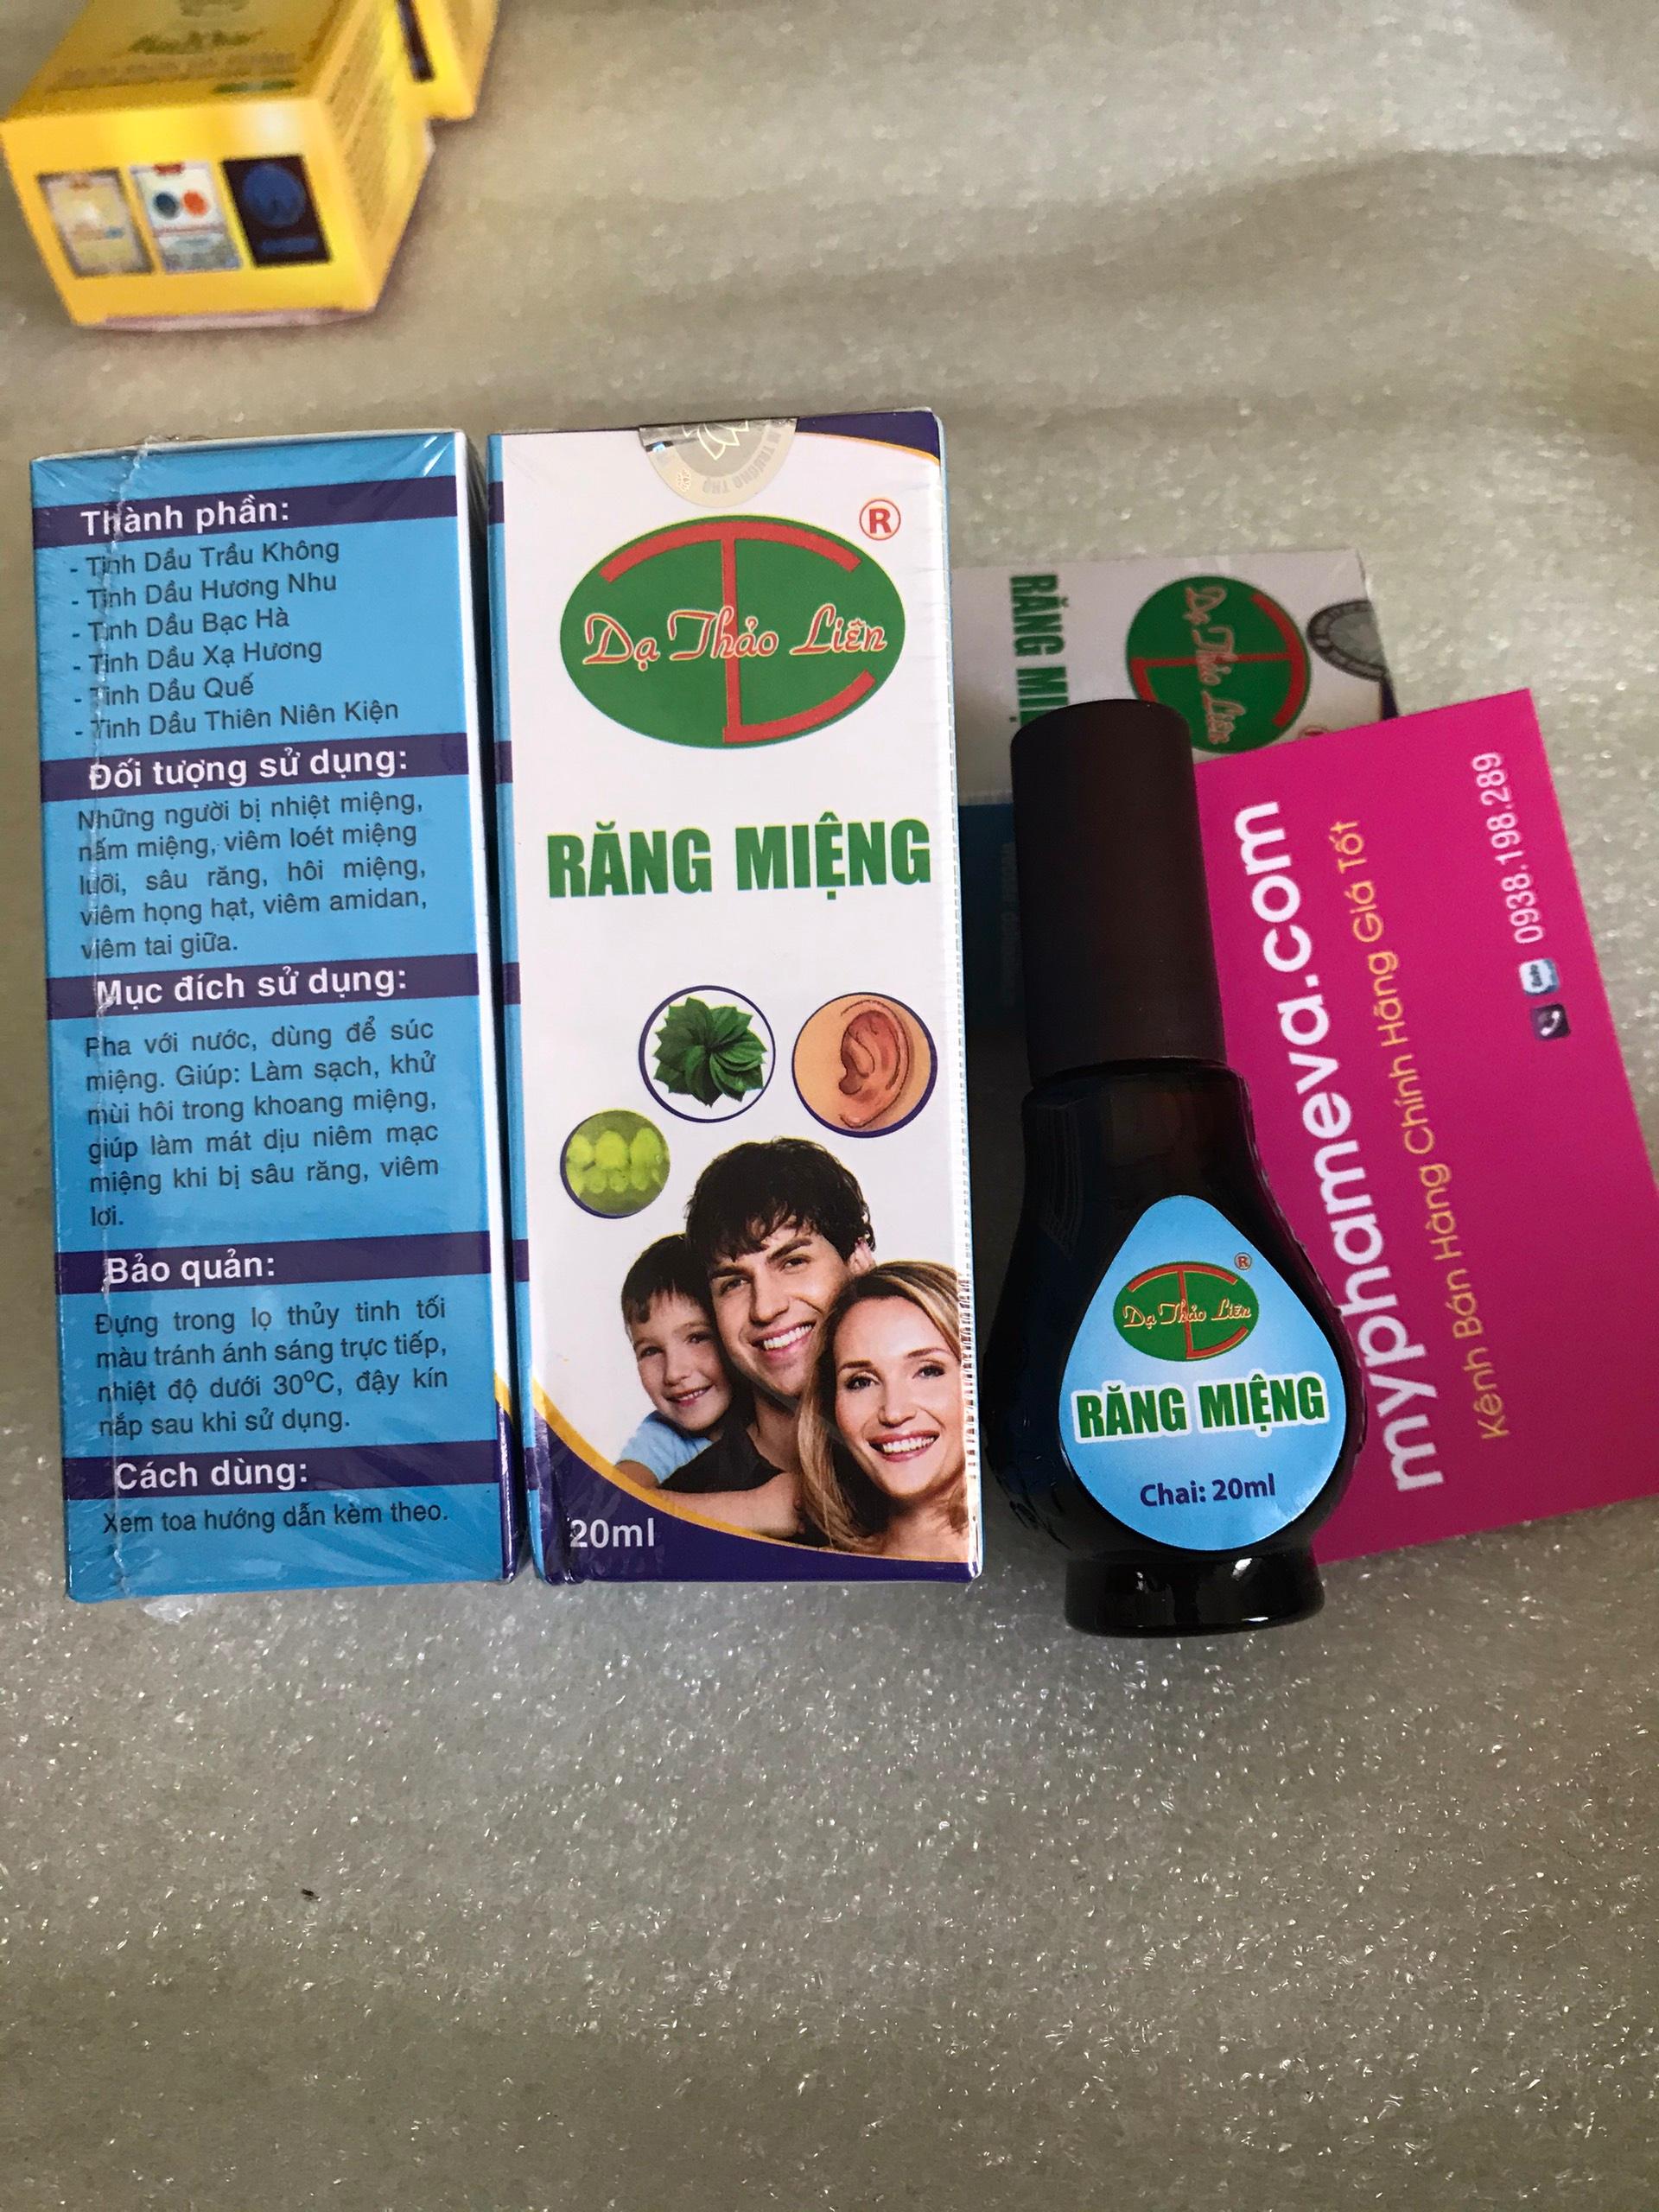 Thành phần:
- Tinh Dầu Trầu Không
- Tinh Dầu Hương Nhu
- Tinh Dầu Bạc Hà
- Tinh Dầu Xạ Hương
- Tinh Dầu Quế
- Tinh Dầu Thiên Niên Kiện
Đối tượng sử dụng:
Những người bị nhiệt miệng,
nấm miệng, viêm loét miệng
lưỡi, sâu răng, hôi miệng,
viêm họng hạt, viêm amidan,
viêm tai giữa.
Mục đích sử dụng:
Pha với nước, dùng để súc
miệng. Giúp: Làm sạch, khử
mùi hôi trong khoang miệng,
giúp làm mát dịu niêm mạc
miệng khi bị sâu răng, viêm
lợi.
Bảo quản:
Đựng trong lọ thủy tinh tối
màu tránh ánh sáng trực tiếp,
nhiệt độ dưới 30°C, đậy kín
nắp sau khi sử dụng.
Cách dùng:
Xem toa hướng dẫn kèm theo.
®
Dạ Thảo Liên
RĂNG MIỆNG
20ml
RĂNG
Dạ Thảo Liên
®
Dạ Thảo Liên
RĂNG MIỆNG
Chai: 20ml
myphameva.com
Kênh Bán Hàng Chính Hãng Giá Tốt
0938.198.289